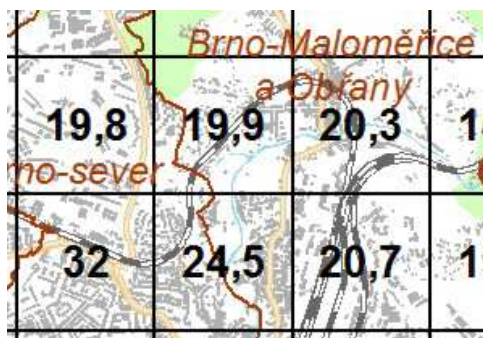 Brno-Maloměřice
a Obřany
19,8 19,9 20,3
no-sever
32 24,5 20,7